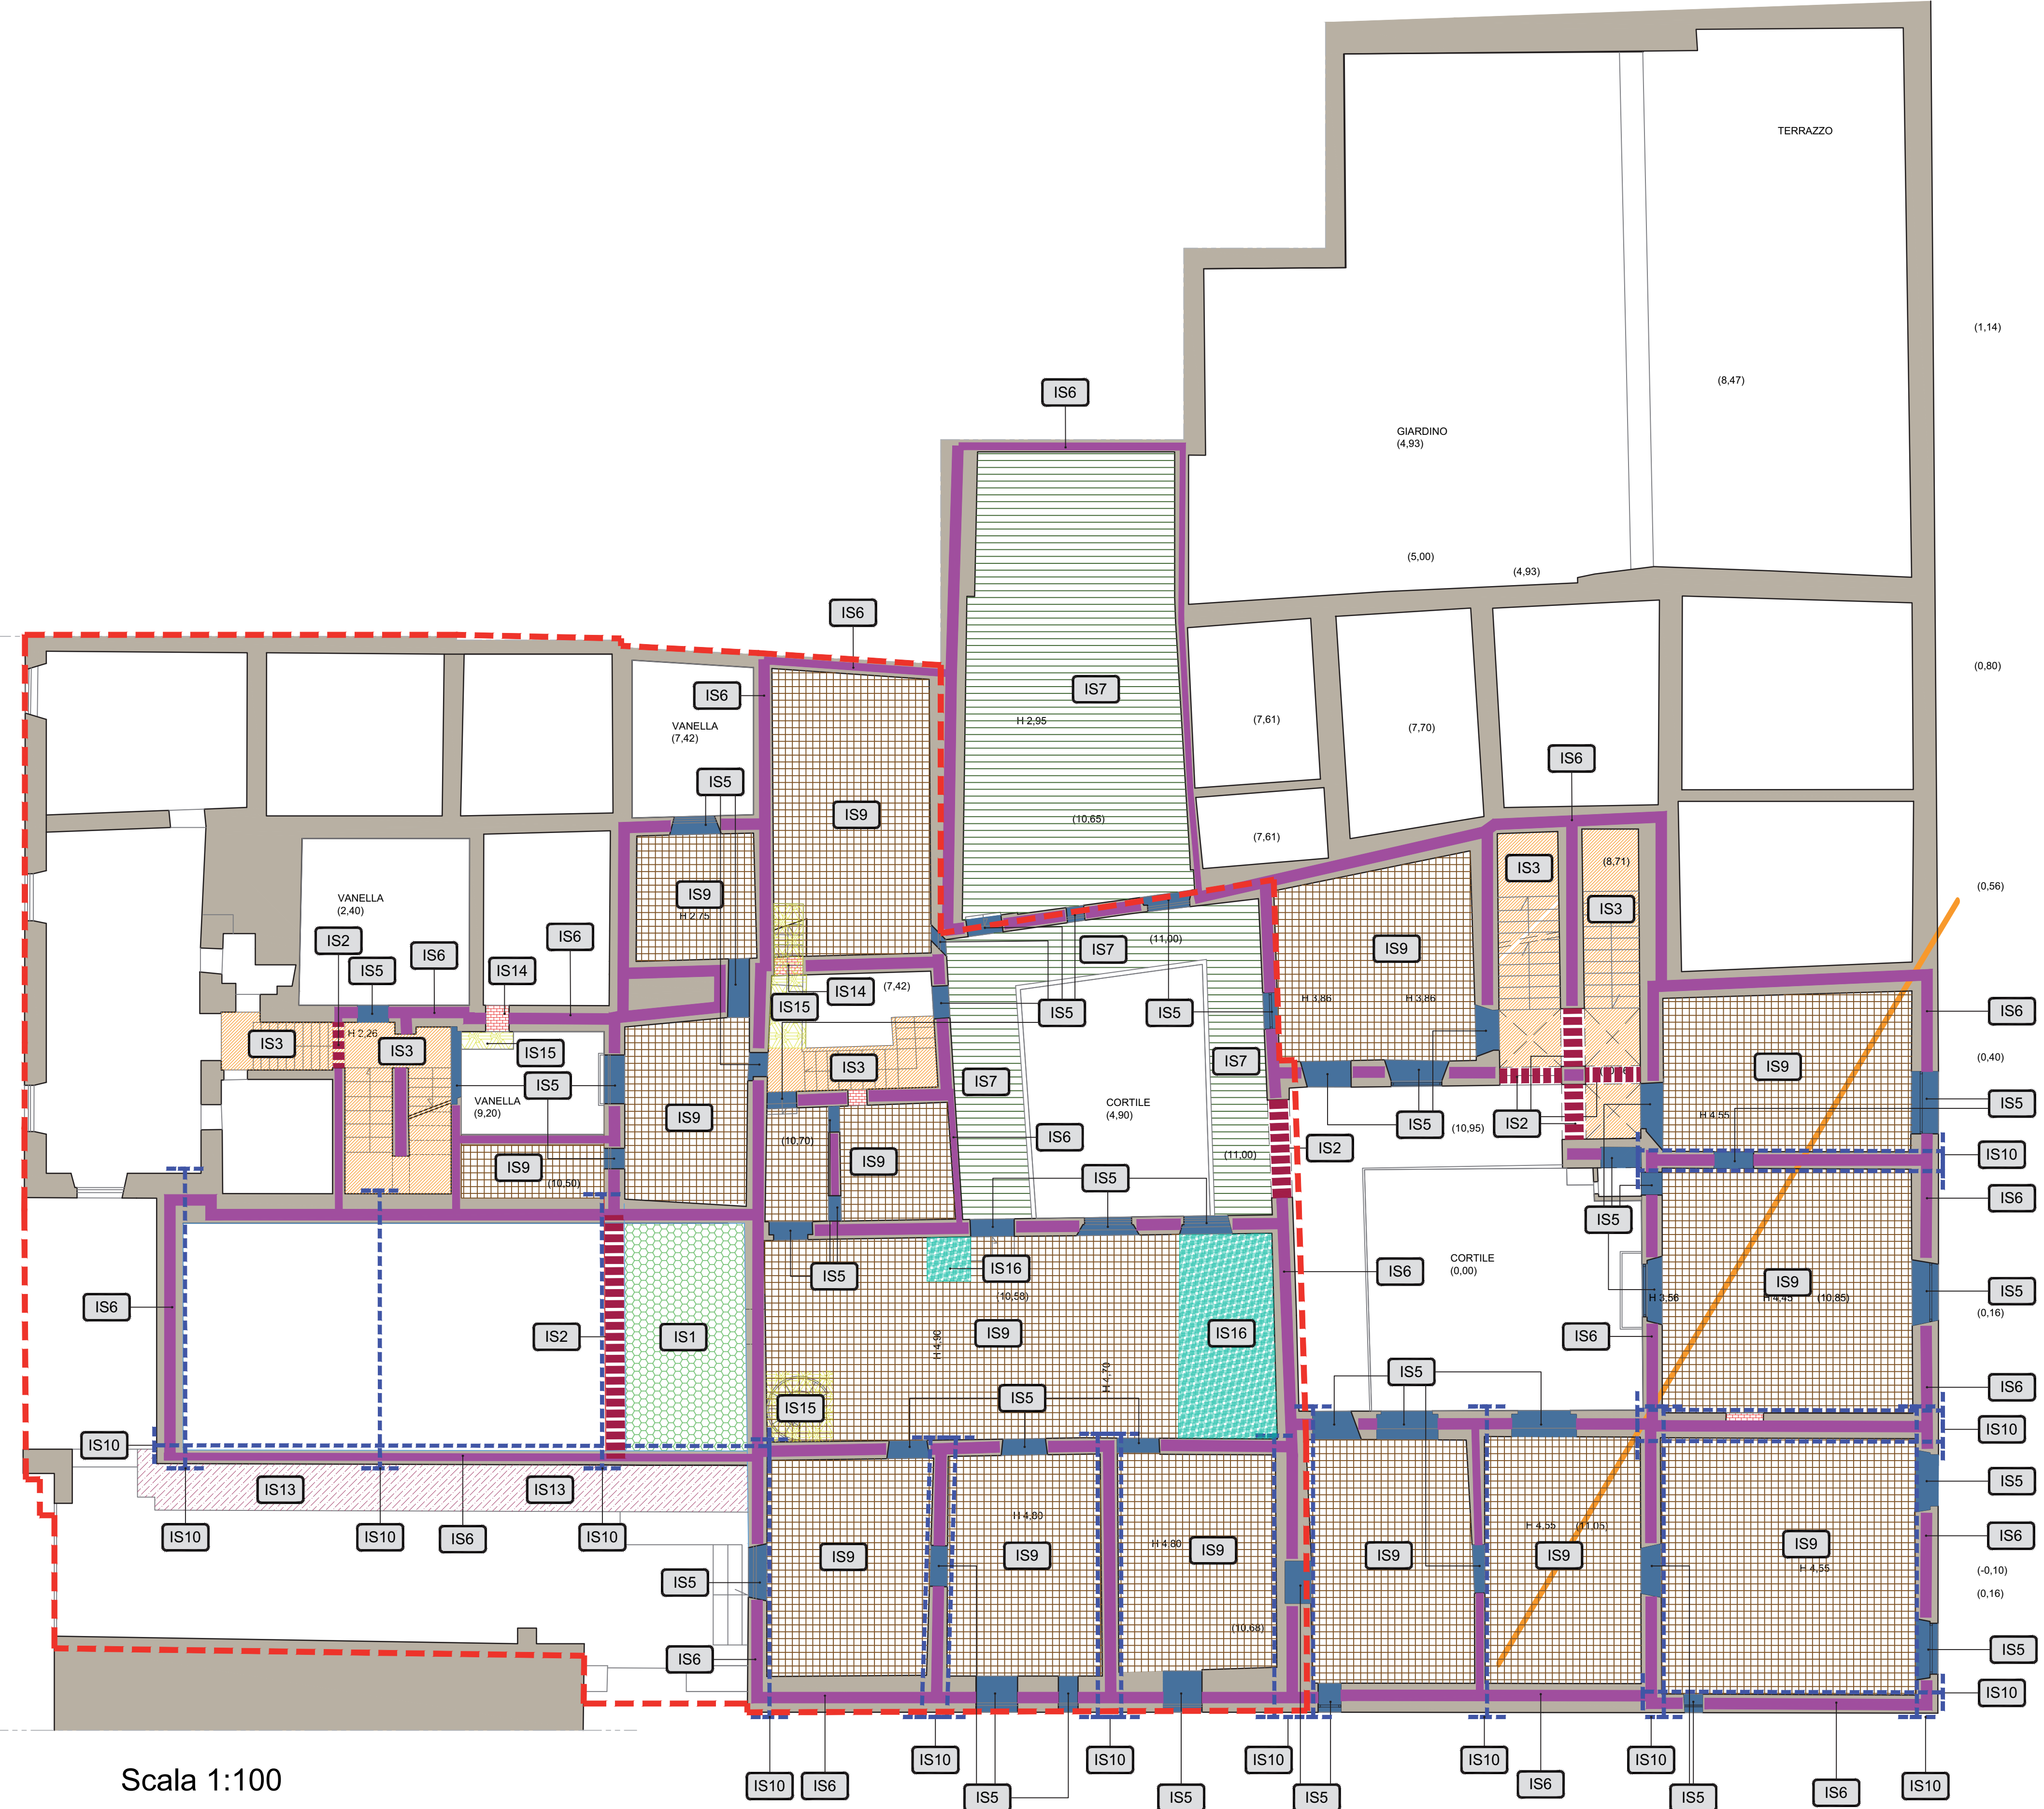 TERRAZZO
(1,14)
(8,47)
IS6
GIARDINO
(4,93)
(5,00)
(4,93)
IS6
(0,80)
IS7
IS6
H 2,95
(7,61)
(7,70)
VANELLA
(7,42)
IS6
IS5
IS9
(10,65)
(7,61)
IS3
(8,71)
IS9
H 2,75
VANELLA
(2,40)
IS3
(0,56)
IS2
IS6
IS6
(11,00)
IS7
IS9
IS5
IS14
IS14
(7,42)
H 3,86
H 3,86
IS15
IS5
IS5
IS6
H 2,26
IS3
IS3
IS15
IS7
(0,40)
IS9
IS3
IS7
IS5
VANELLA
(9,20)
CORTILE
(4,90)
IS5
IS2
IS5
H 4,55
IS9
(10,95)
(10,70)
IS6
IS2
(11,00)
IS10
IS9
IS9
(10,50)
IS5
IS6
IS5
IS16
IS5
IS6
CORTILE
(0,00)
IS9
IS5
(10,58)
H 3,56
H 4,45
(10,85)
IS6
(0,16)
IS2
IS1
IS9
IS16
IS6
H 4,90
H 4,70
IS5
IS6
IS15
IS5
IS10
IS10
IS13
IS13
IS5
H 4,80
H 4,55
(11,05)
IS6
IS10
IS10
IS6
IS10
H 4,80
IS9
IS9
IS9
IS9
IS9
IS9
H 4,55
(-0,10)
IS5
(0,16)
(10,68)
IS6
IS5
IS10
IS10
IS10
IS10
IS10
IS10
Scala 1:100
IS10
IS6
IS6
IS10
IS5
IS5
IS5
IS5
IS6